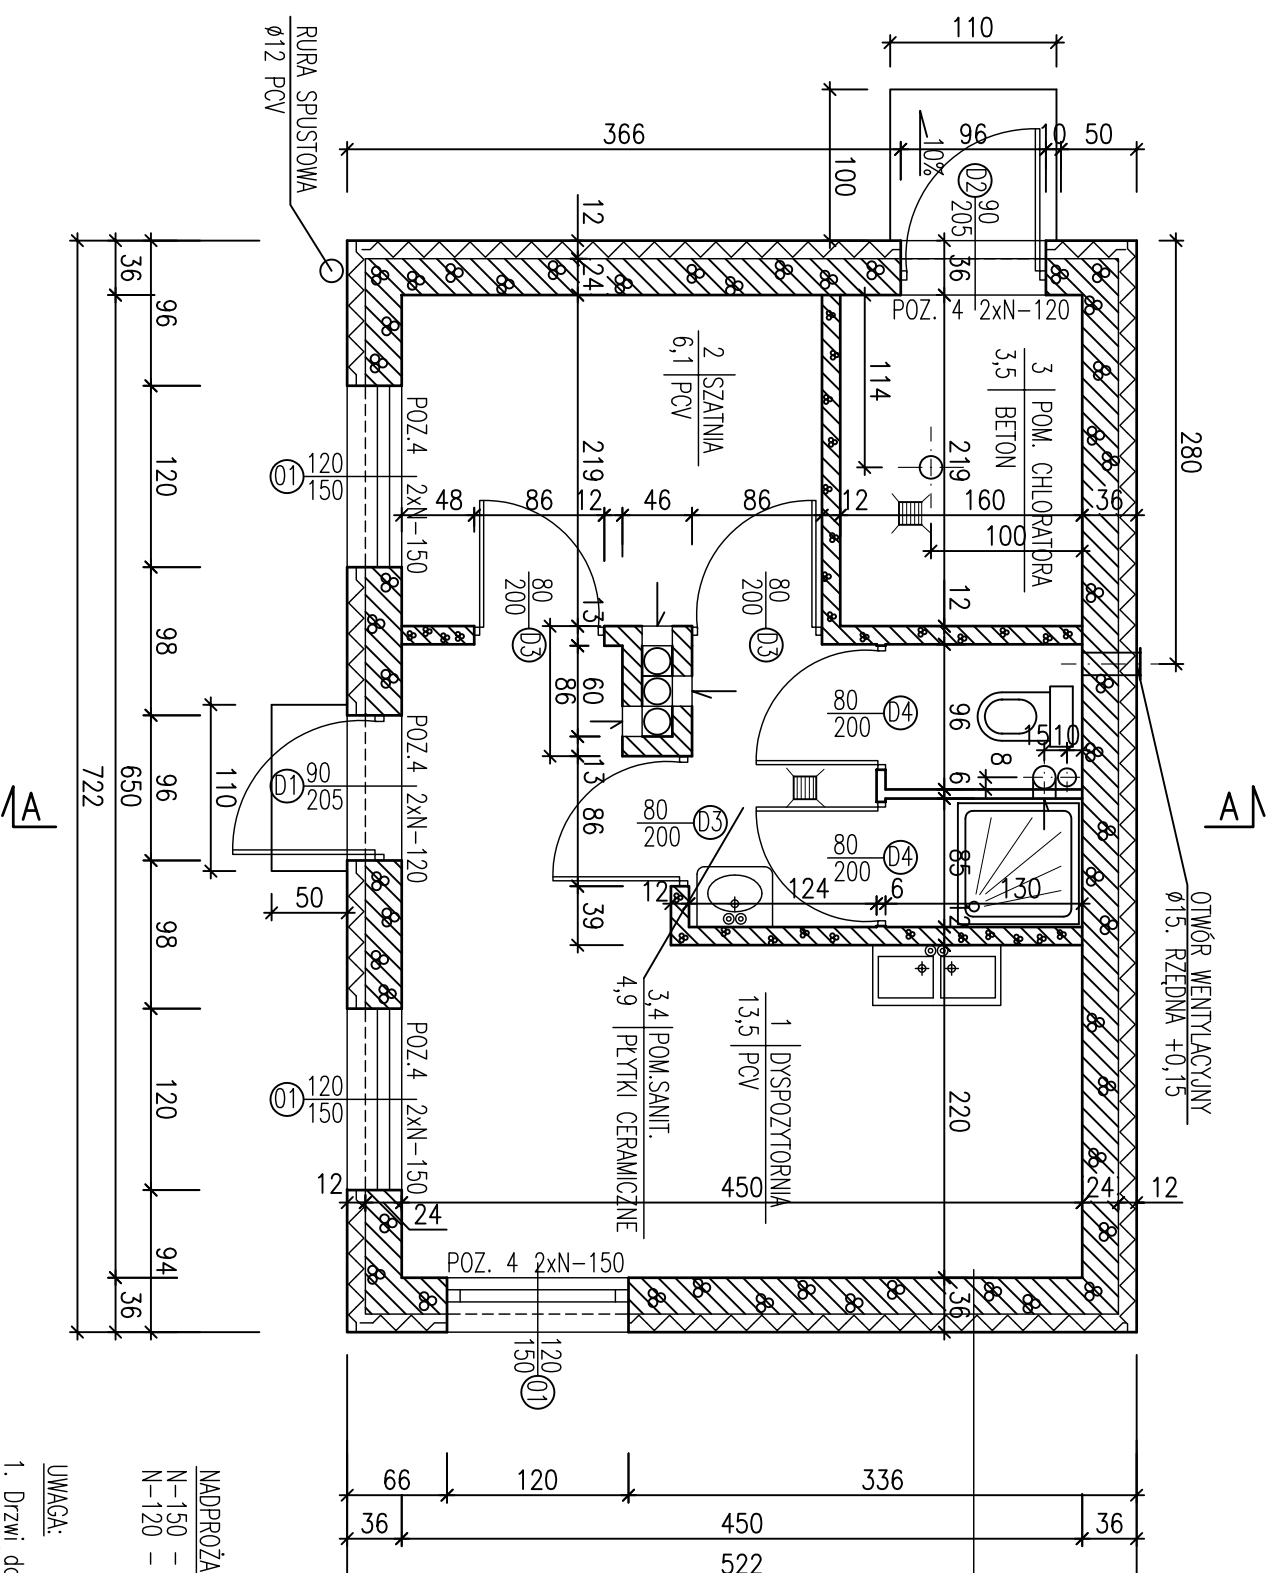 110
100
366
96
10
50
10%
D2 90
205
RURA SPUSTOWA
ø12 PCV
12
24
36
POZ. 4 2xN-120
280
114
3 POM. CHLORATORA
3,5 BETON
2 SZATNIA
6,1 PCV
219
219
48
86
12
46
86
12
160
36
100
POZ.4 2xN-150
O1 120
150
80
200 D3
80
200 D3
13
60
86
13
86
39
12
96
6
85
12
80
200 D4
80
200 D4
80
200 D3
15
10
8
12
124
6
130
POZ.4 2xN-120
D1 90
205
110
50
A
A
OTWÓR WENTYLACYJNY
ø15. RZĘDNA +0,15
3,4 POM.SANIT.
4,9 PŁYTKI CERAMICZNE
1 DYSPOZYTORNIA
13,5 PCV
220
POZ.4 2xN-150
O1 120
150
12
24
450
24
12
POZ. 4 2xN-150
36
120
150 O1
36
96
120
98
96
98
120
94
36
650
722
66
120
336
36
450
36
522
NADPROŻA
N-150 -
N-120 -
UWAGA:
1. Drzwi do